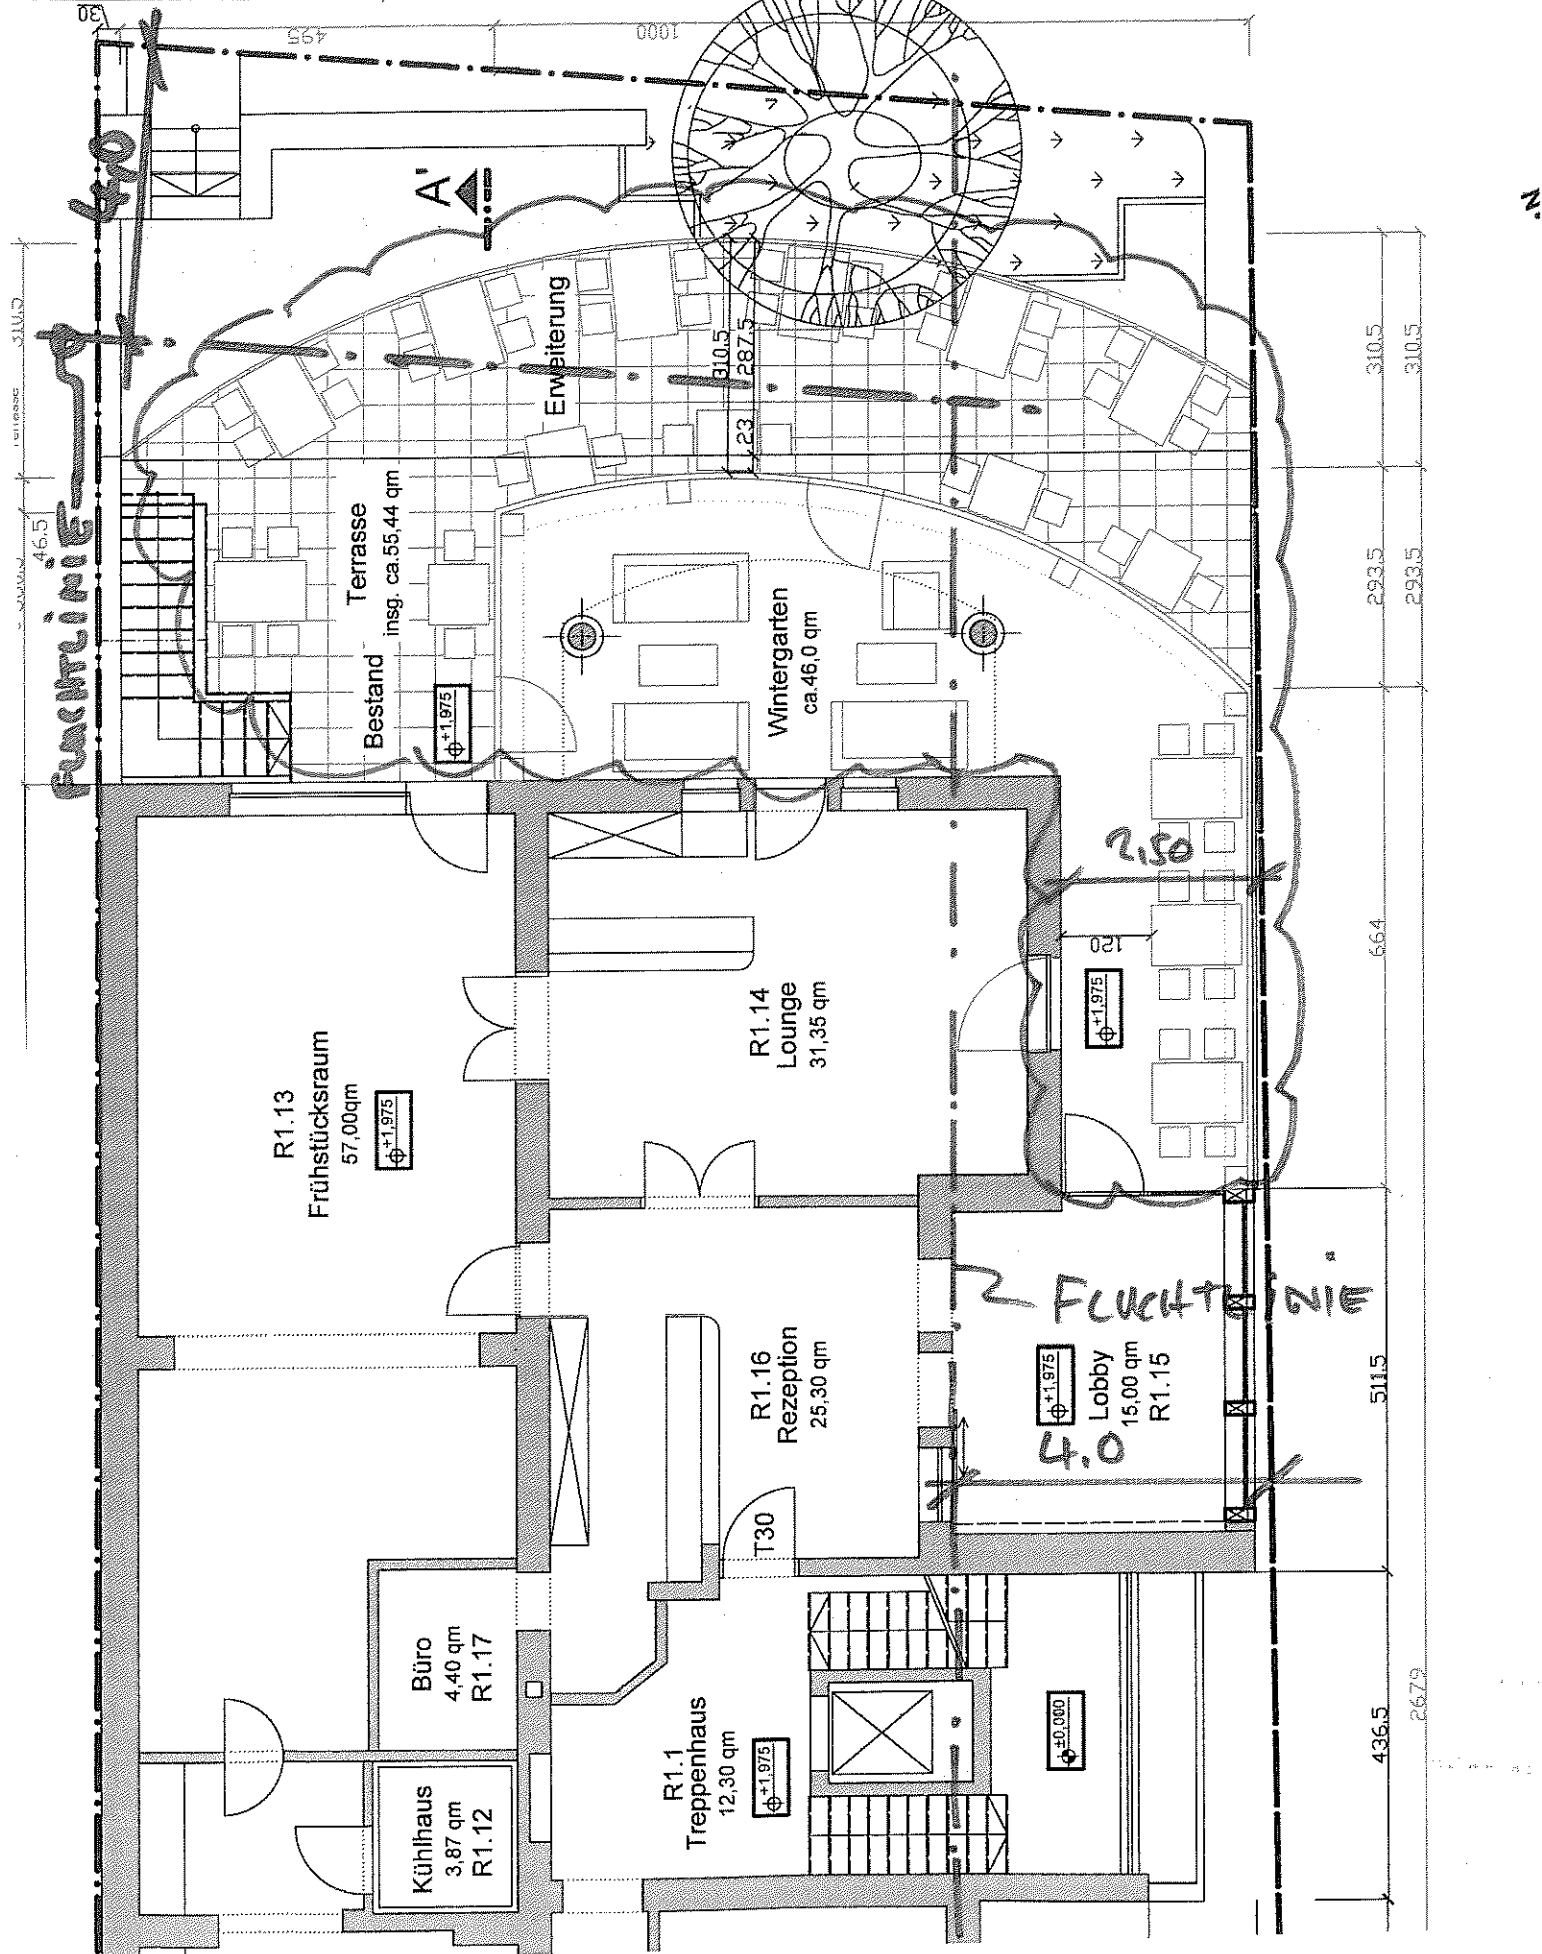 30
495
1000
4,0
A'
310.5
46.5
FLUCHTLINIE
Erweiterung
310.5
287.5
23
310.5
310.5
293.5
293.5
Terrasse
insg. ca.55,44 qm
Bestand
+1,975
Wintergarten
ca.46,0 qm
2,50
120
664
+1,975
R1.13
Frühstücksraum
57,00qm
+1,975
R1.14
Lounge
31,35 qm
FLUCHTLINIE
R1.16
Rezeption
25,30 qm
+1,975
Lobby
15,00 qm
R1.15
4.0
511.5
T30
Büro
4,40 qm
R1.17
R1.1
Treppenhaus
12,30 qm
+1,975
±0,000
436.5
2679
Kühlhaus
3,87 qm
R1.12